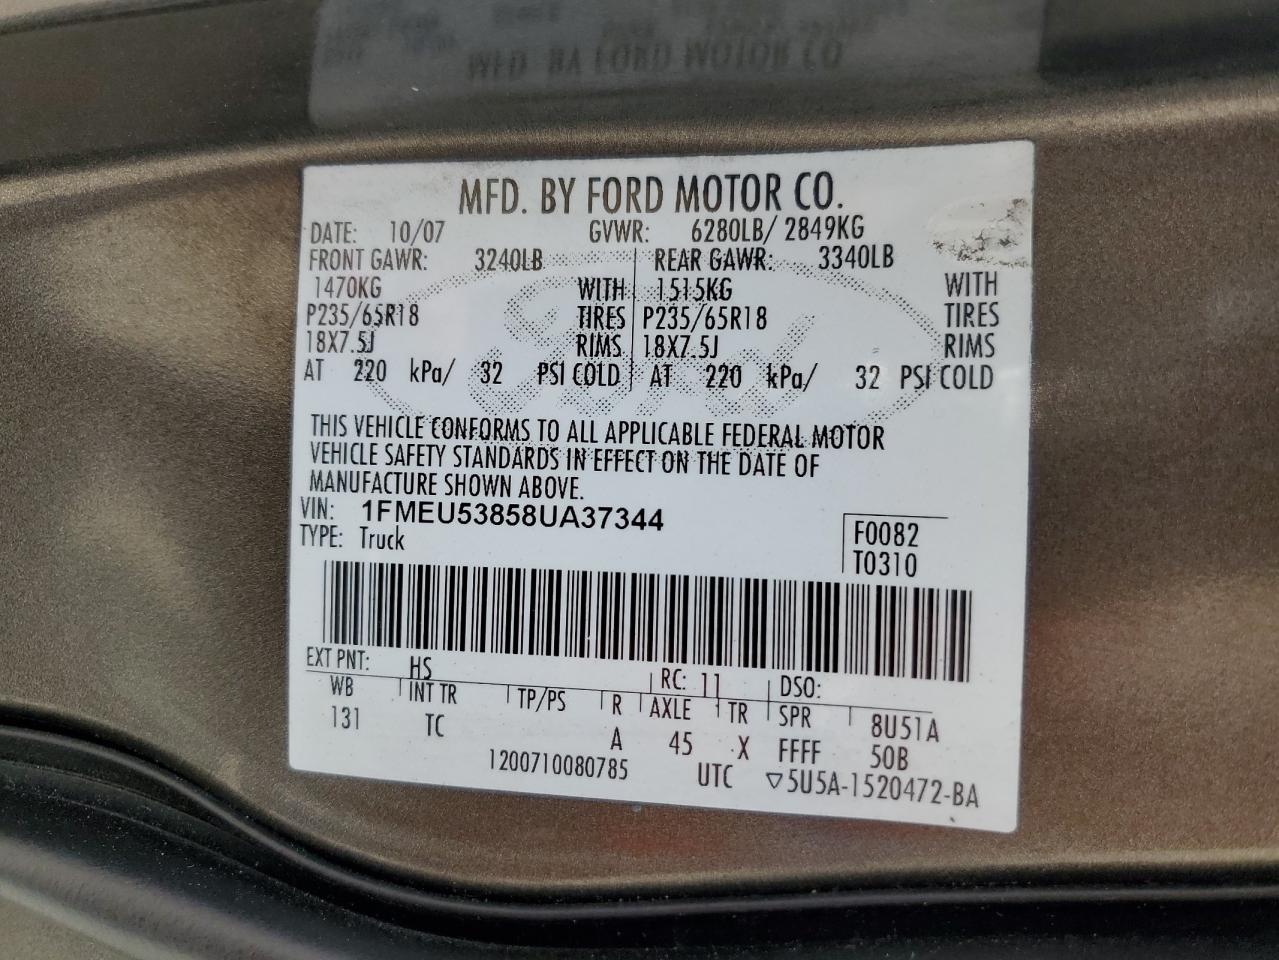 WFD. BA FORD MOTOR CO
MFD. BY FORD MOTOR CO.
DATE: 10/07 GVWR: 6280LB/ 2849KG
FRONT GAWR: 3240LB REAR GAWR: 3340LB
1470KG WITH 1515KG WITH
P235/65R18 TIRES P235/65R18 TIRES
18X7.5J RIMS 18X7.5J RIMS
AT 220 kPa/ 32 PSI COLD AT 220 kPa/ 32 PSI COLD
Ford
THIS VEHICLE CONFORMS TO ALL APPLICABLE FEDERAL MOTOR
VEHICLE SAFETY STANDARDS IN EFFECT ON THE DATE OF
MANUFACTURE SHOWN ABOVE.
VIN: 1FMEU53858UA37344
TYPE: Truck
F0082
T0310
EXT PNT: HS RC: 11 DSO:
WB INT TR TP/PS R AXLE TR SPR 8U51A
131 TC A 45 X FFFF 50B
1200710080785 UTC ▽5U5A-1520472-BA